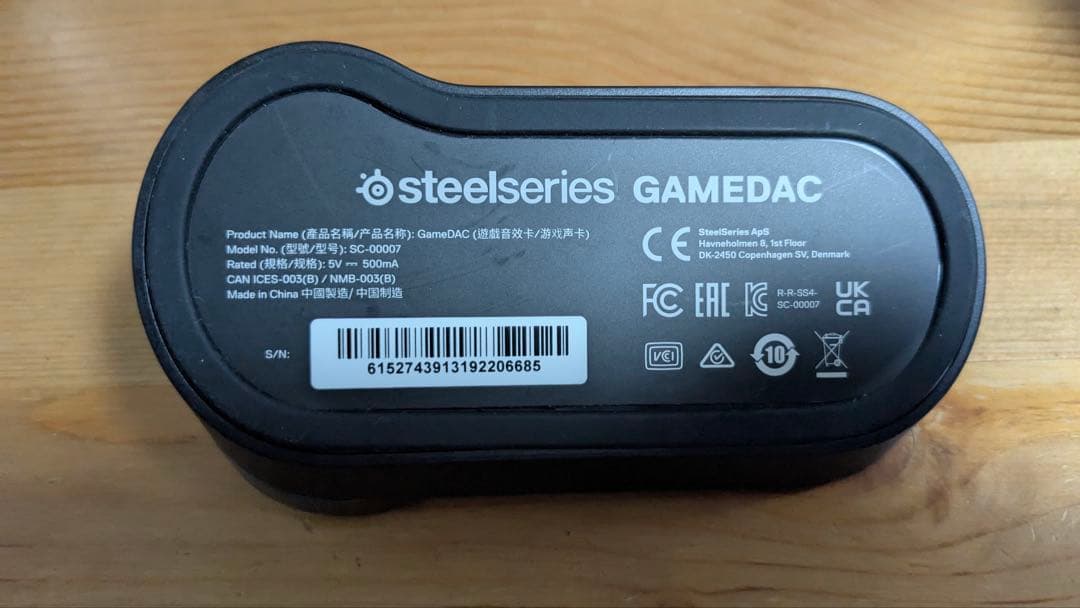 steelseries GAMEDAC
Product Name (產品名稱/产品名称): GameDAC (遊戲音效卡/游戏声卡)
Model No. (型號/型号): SC-00007
Rated (規格/规格): 5V ⎓ 500mA
CAN ICES-003(B) / NMB-003(B)
Made in China 中國製造/ 中国制造
S/N:
6152743913192206685
CE
SteelSeries ApS
Havneholmen 8, 1st Floor
DK-2450 Copenhagen SV, Denmark
FC EAC R-R-SS4-
SC-00007
UK
CA
VCI
10